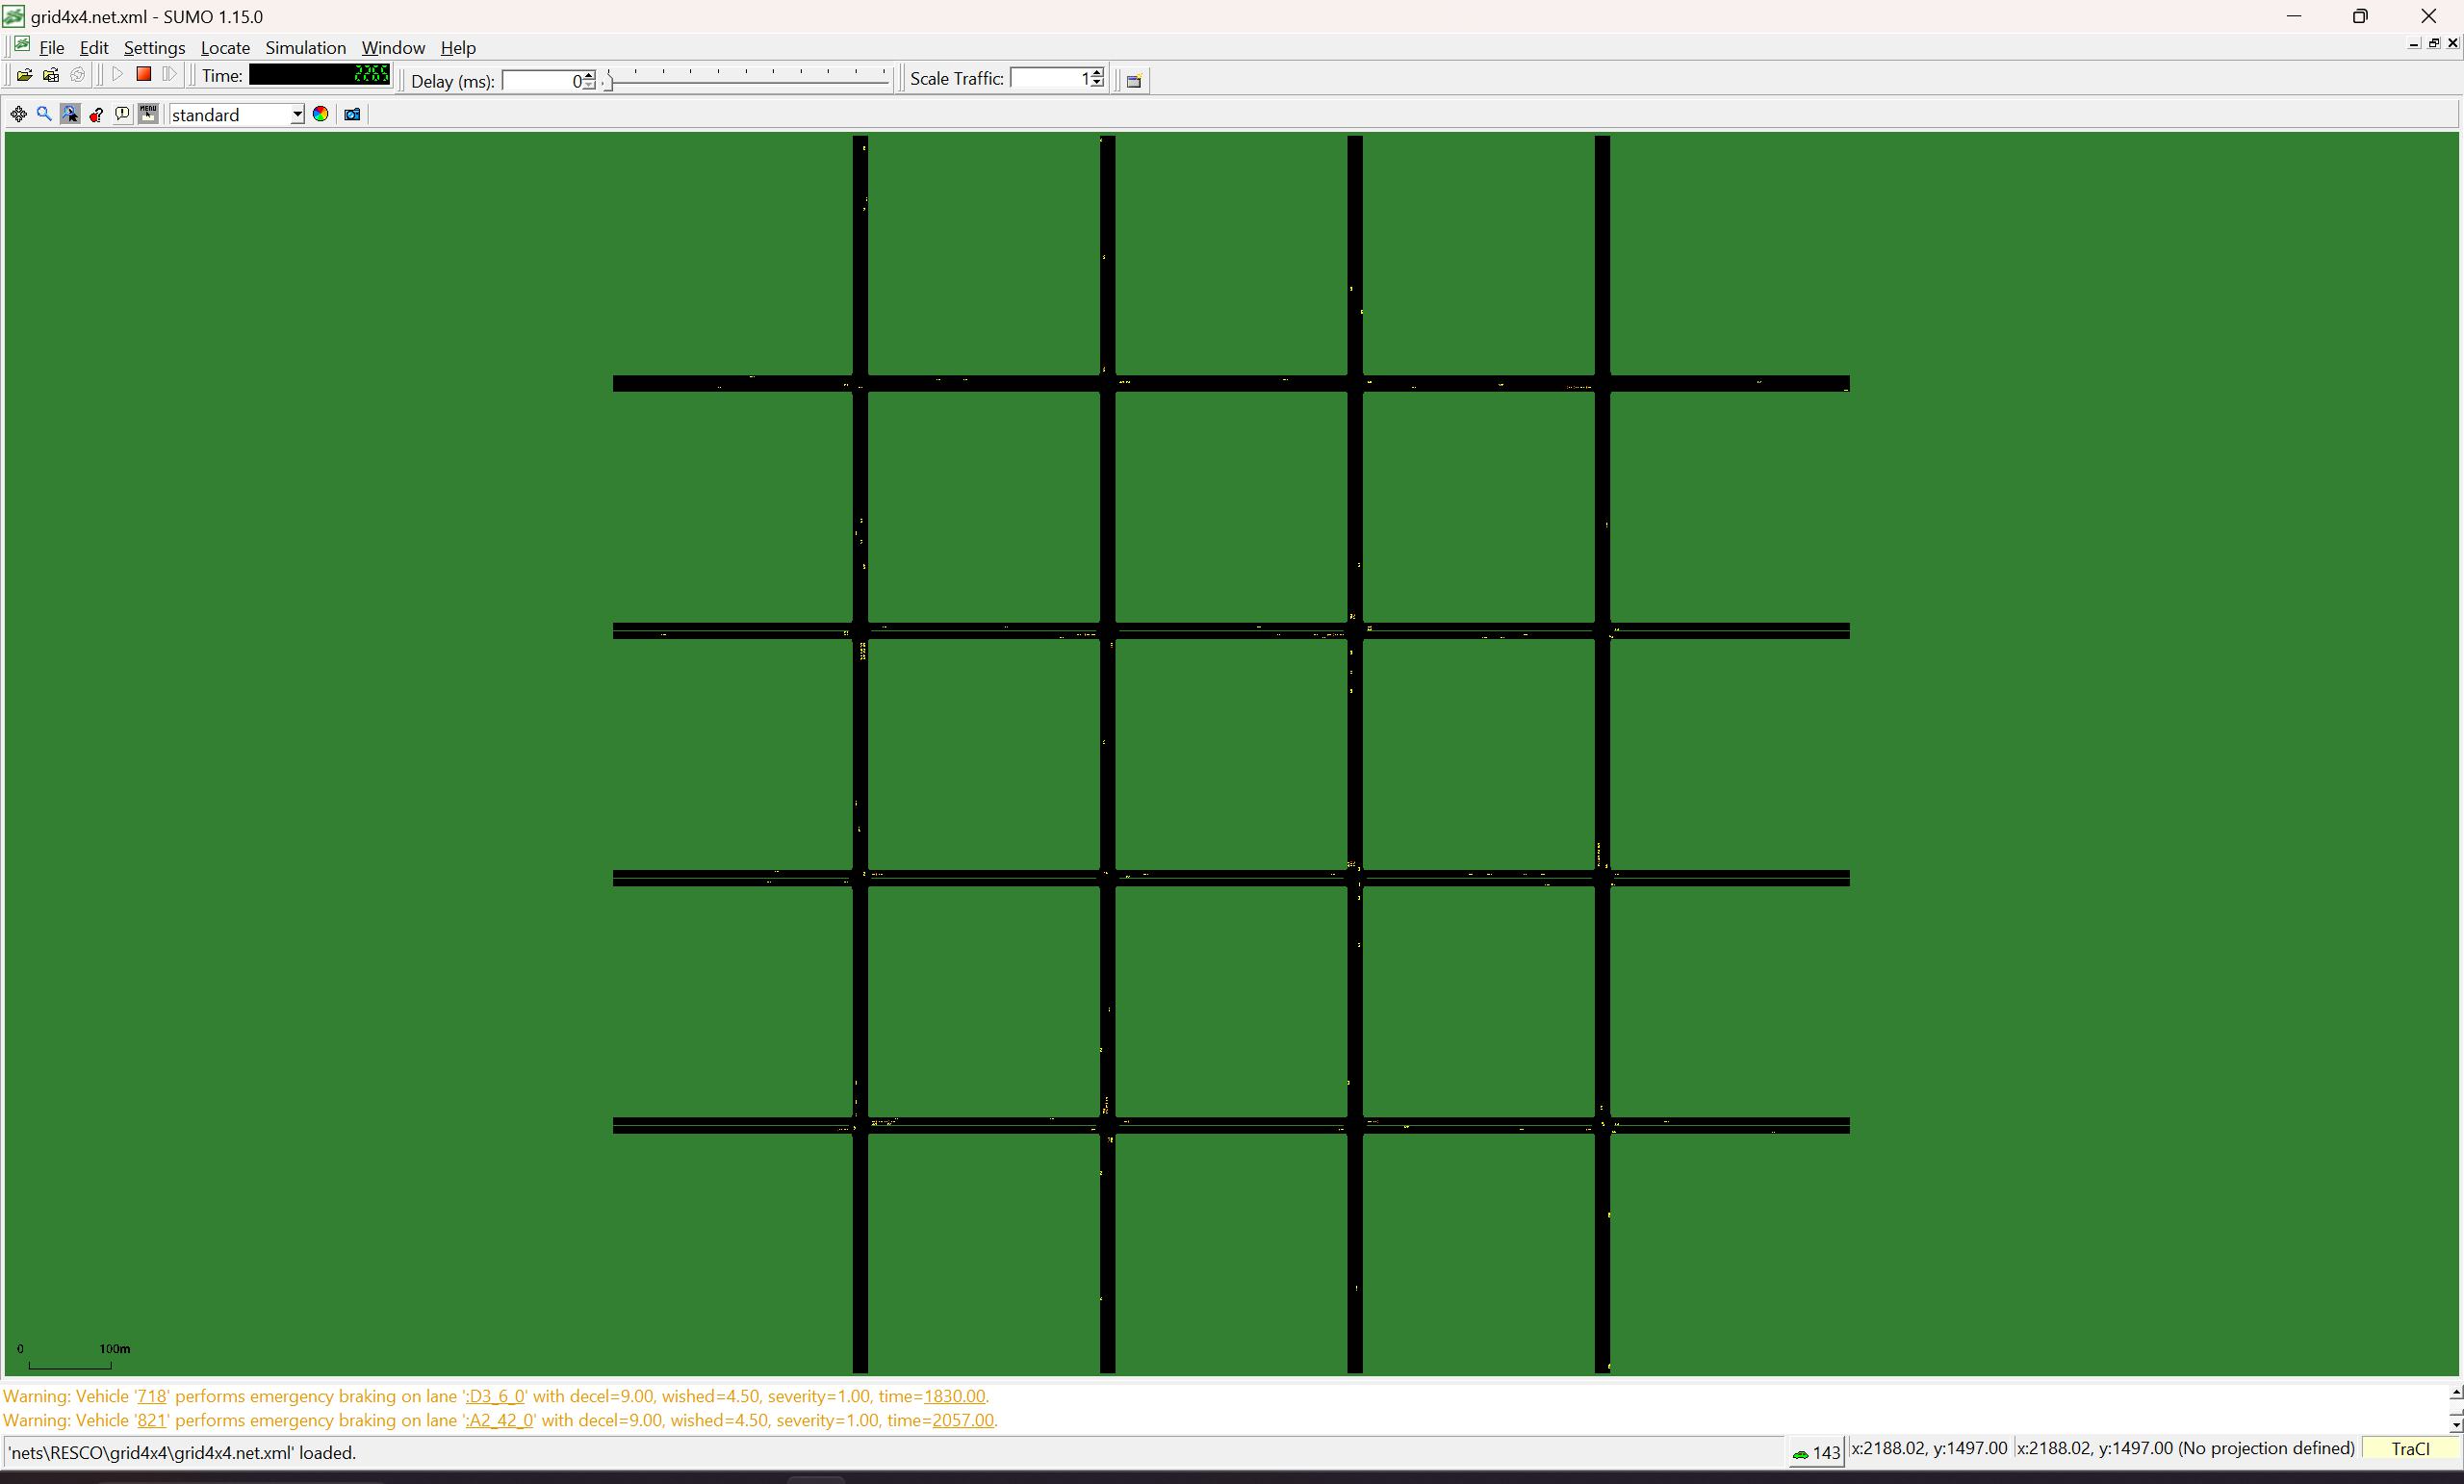 grid4x4.net.xml - SUMO 1.15.0
File Edit Settings Locate Simulation Window Help
Time: 2265 Delay (ms): 0 Scale Traffic: 1
MENU standard
0 100m
Warning: Vehicle '718' performs emergency braking on lane ':D3_6_0' with decel=9.00, wished=4.50, severity=1.00, time=1830.00.
Warning: Vehicle '821' performs emergency braking on lane ':A2_42_0' with decel=9.00, wished=4.50, severity=1.00, time=2057.00.
'nets\RESCO\grid4x4\grid4x4.net.xml' loaded. 143 x:2188.02, y:1497.00 x:2188.02, y:1497.00 (No projection defined) TraCI